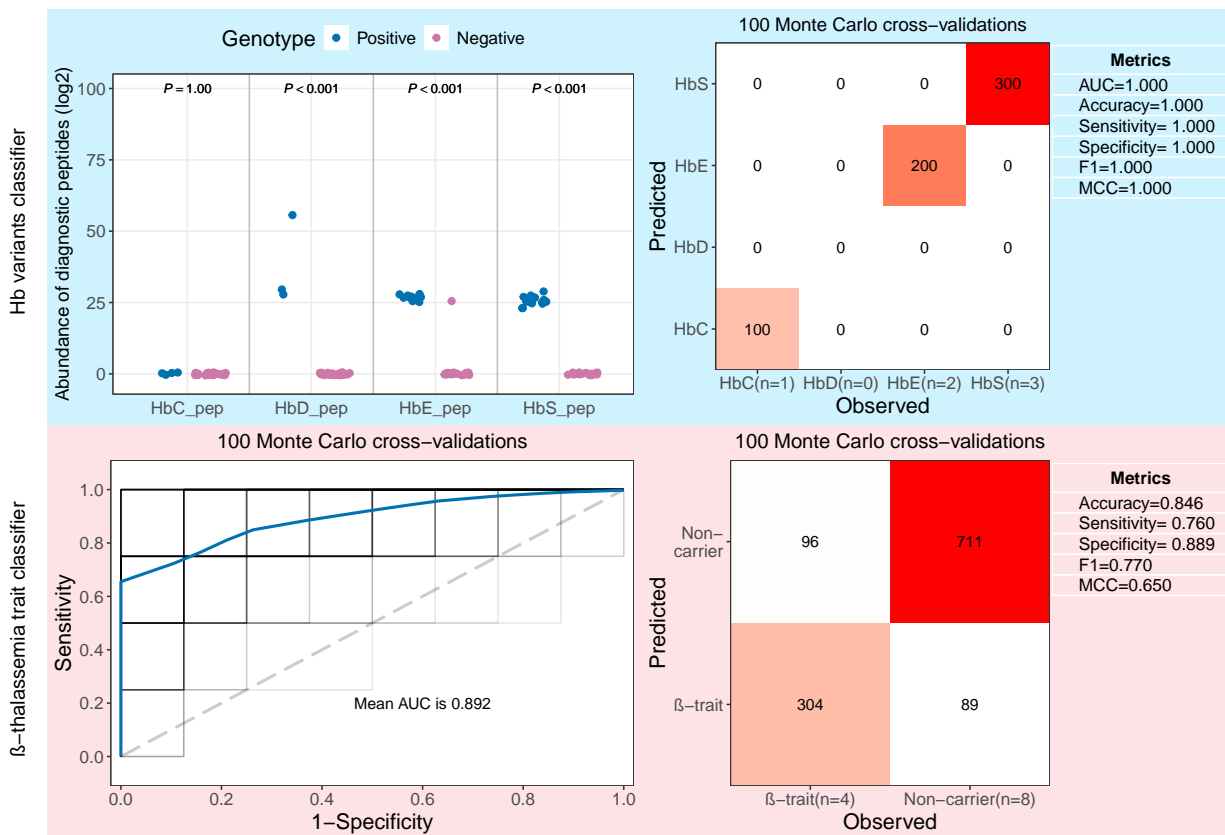 Hb variants classifier
Genotype Positive Negative
Abundance of diagnostic peptides (log2)
100
75
50
25
0
P = 1.00 P < 0.001 P < 0.001 P < 0.001
HbC_pep HbD_pep HbE_pep HbS_pep
100 Monte Carlo cross−validations
Predicted
HbS 0 0 0 300
HbE 0 0 200 0
HbD 0 0 0 0
HbC 100 0 0 0
HbC(n=1) HbD(n=0) HbE(n=2) HbS(n=3)
Observed
Metrics
AUC=1.000
Accuracy=1.000
Sensitivity= 1.000
Specificity= 1.000
F1=1.000
MCC=1.000
ß−thalassemia trait classifier
100 Monte Carlo cross−validations
Sensitivity
1.0
0.8
0.6
0.4
0.2
0.0
Mean AUC is 0.892
0.0 0.2 0.4 0.6 0.8 1.0
1−Specificity
100 Monte Carlo cross−validations
Predicted
Non−
carrier
96 711
ß−trait 304 89
ß−trait(n=4) Non−carrier(n=8)
Observed
Metrics
Accuracy=0.846
Sensitivity= 0.760
Specificity= 0.889
F1=0.770
MCC=0.650